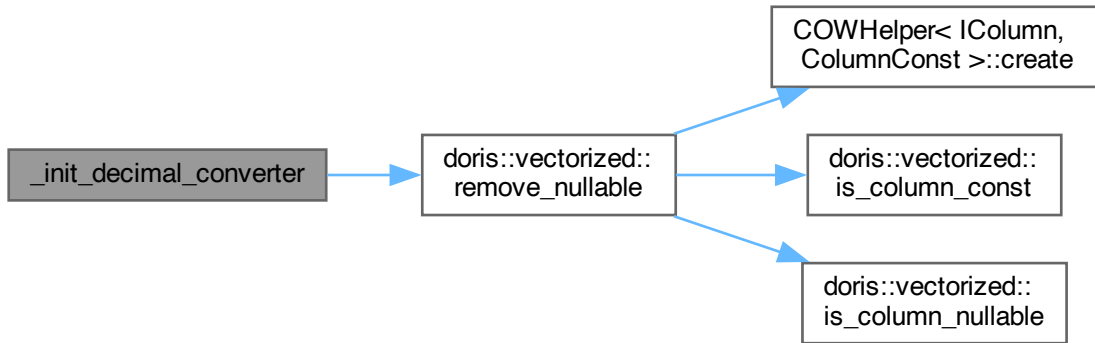 COWHelper< IColumn,
ColumnConst >::create
_init_decimal_converter
doris::vectorized::
remove_nullable
doris::vectorized::
is_column_const
doris::vectorized::
is_column_nullable